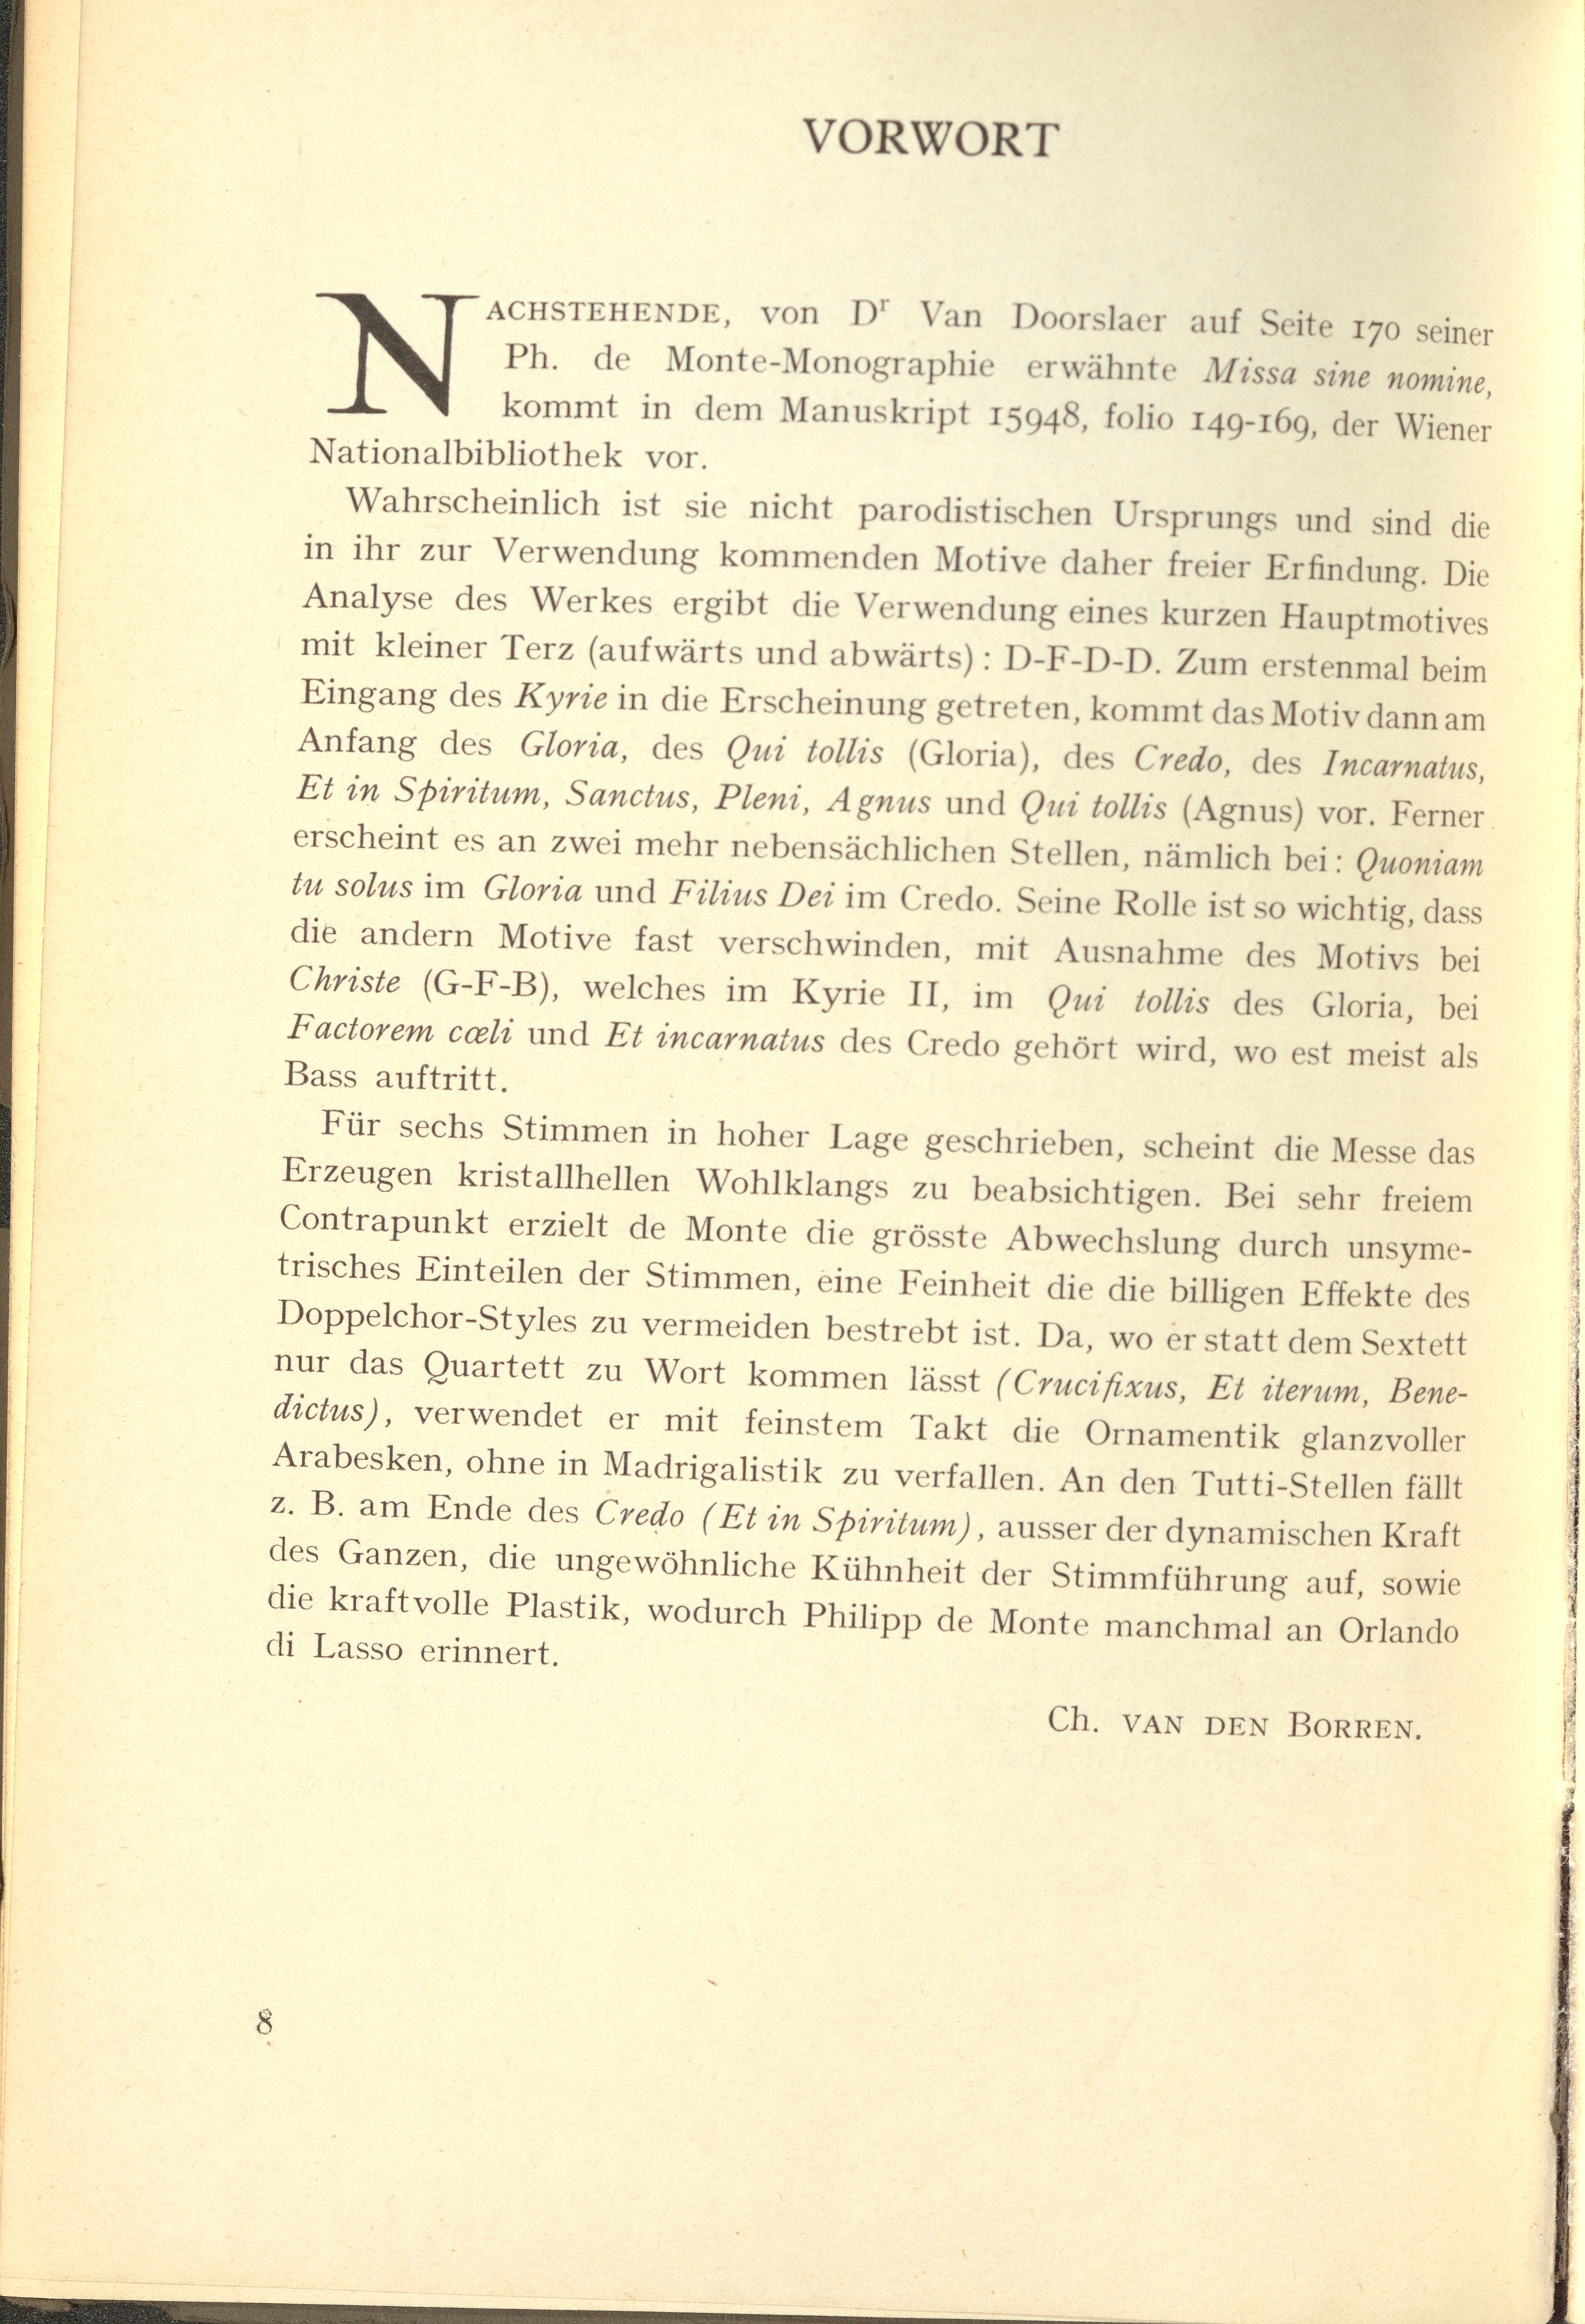 VORWORT
NACHSTEHENDE, von Dr Van Doorslaer auf Seite 170 seiner
Ph. de Monte-Monographie erwähnte Missa sine nomine,
kommt in dem Manuskript 15948, folio 149-169, der Wiener
Nationalbibliothek vor.
Wahrscheinlich ist sie nicht parodistischen Ursprungs und sind die
in ihr zur Verwendung kommenden Motive daher freier Erfindung. Die
Analyse des Werkes ergibt die Verwendung eines kurzen Hauptmotives
mit kleiner Terz (aufwärts und abwärts) : D-F-D-D. Zum erstenmal beim
Eingang des Kyrie in die Erscheinung getreten, kommt das Motiv dann am
Anfang des Gloria, des Qui tollis (Gloria), des Credo, des Incarnatus,
Et in Spiritum, Sanctus, Pleni, Agnus und Qui tollis (Agnus) vor. Ferner
erscheint es an zwei mehr nebensächlichen Stellen, nämlich bei : Quoniam
tu solus im Gloria und Filius Dei im Credo. Seine Rolle ist so wichtig, dass
die andern Motive fast verschwinden, mit Ausnahme des Motivs bei
Christe (G-F-B), welches im Kyrie II, im Qui tollis des Gloria, bei
Factorem cœli und Et incarnatus des Credo gehört wird, wo est meist als
Bass auftritt.
Für sechs Stimmen in hoher Lage geschrieben, scheint die Messe das
Erzeugen kristallhellen Wohlklangs zu beabsichtigen. Bei sehr freiem
Contrapunkt erzielt de Monte die grösste Abwechslung durch unsyme-
trisches Einteilen der Stimmen, eine Feinheit die die billigen Effekte des
Doppelchor-Styles zu vermeiden bestrebt ist. Da, wo er statt dem Sextett
nur das Quartett zu Wort kommen lässt (Crucifixus, Et iterum, Bene-
dictus), verwendet er mit feinstem Takt die Ornamentik glanzvoller
Arabesken, ohne in Madrigalistik zu verfallen. An den Tutti-Stellen fällt
z. B. am Ende des Credo (Et in Spiritum), ausser der dynamischen Kraft
des Ganzen, die ungewöhnliche Kühnheit der Stimmführung auf, sowie
die kraftvolle Plastik, wodurch Philipp de Monte manchmal an Orlando
di Lasso erinnert.
Ch. VAN DEN BORREN.
8